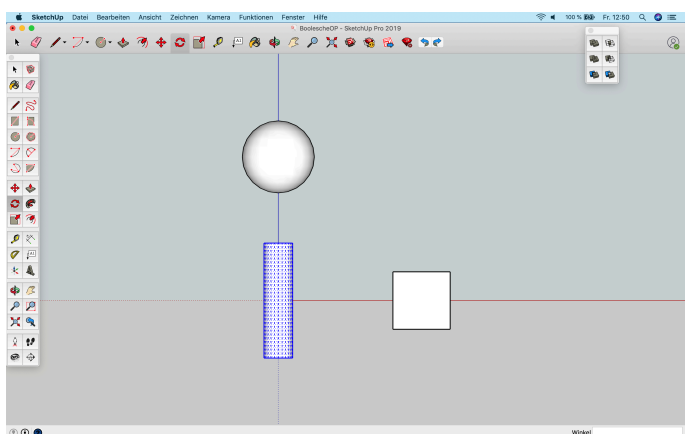 SketchUp Datei Bearbeiten Ansicht Zeichnen Kamera Funktionen Fenster Hilfe 100 % Fr. 12:50
BoolescheOP – SketchUp Pro 2019
Winkel